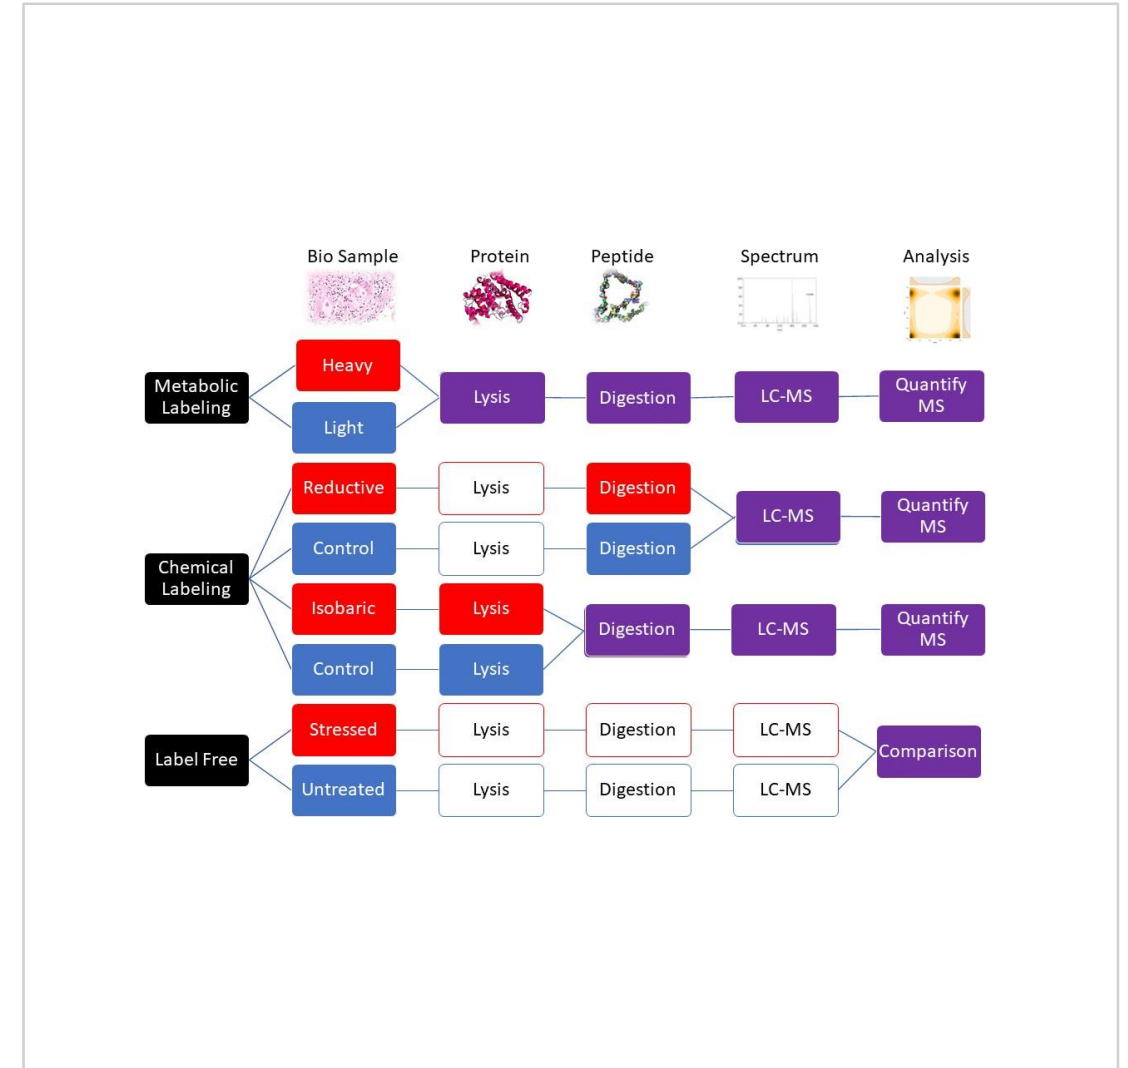 Bio Sample
Protein
Peptide
Spectrum
Analysis
Metabolic
Labeling
Heavy
Light
Lysis
Digestion
LC-MS
Quantify
MS
Chemical
Labeling
Reductive
Lysis
Digestion
Control
Lysis
Digestion
LC-MS
Quantify
MS
Isobaric
Lysis
Control
Lysis
Digestion
LC-MS
Quantify
MS
Label Free
Stressed
Lysis
Digestion
LC-MS
Untreated
Lysis
Digestion
LC-MS
Comparison